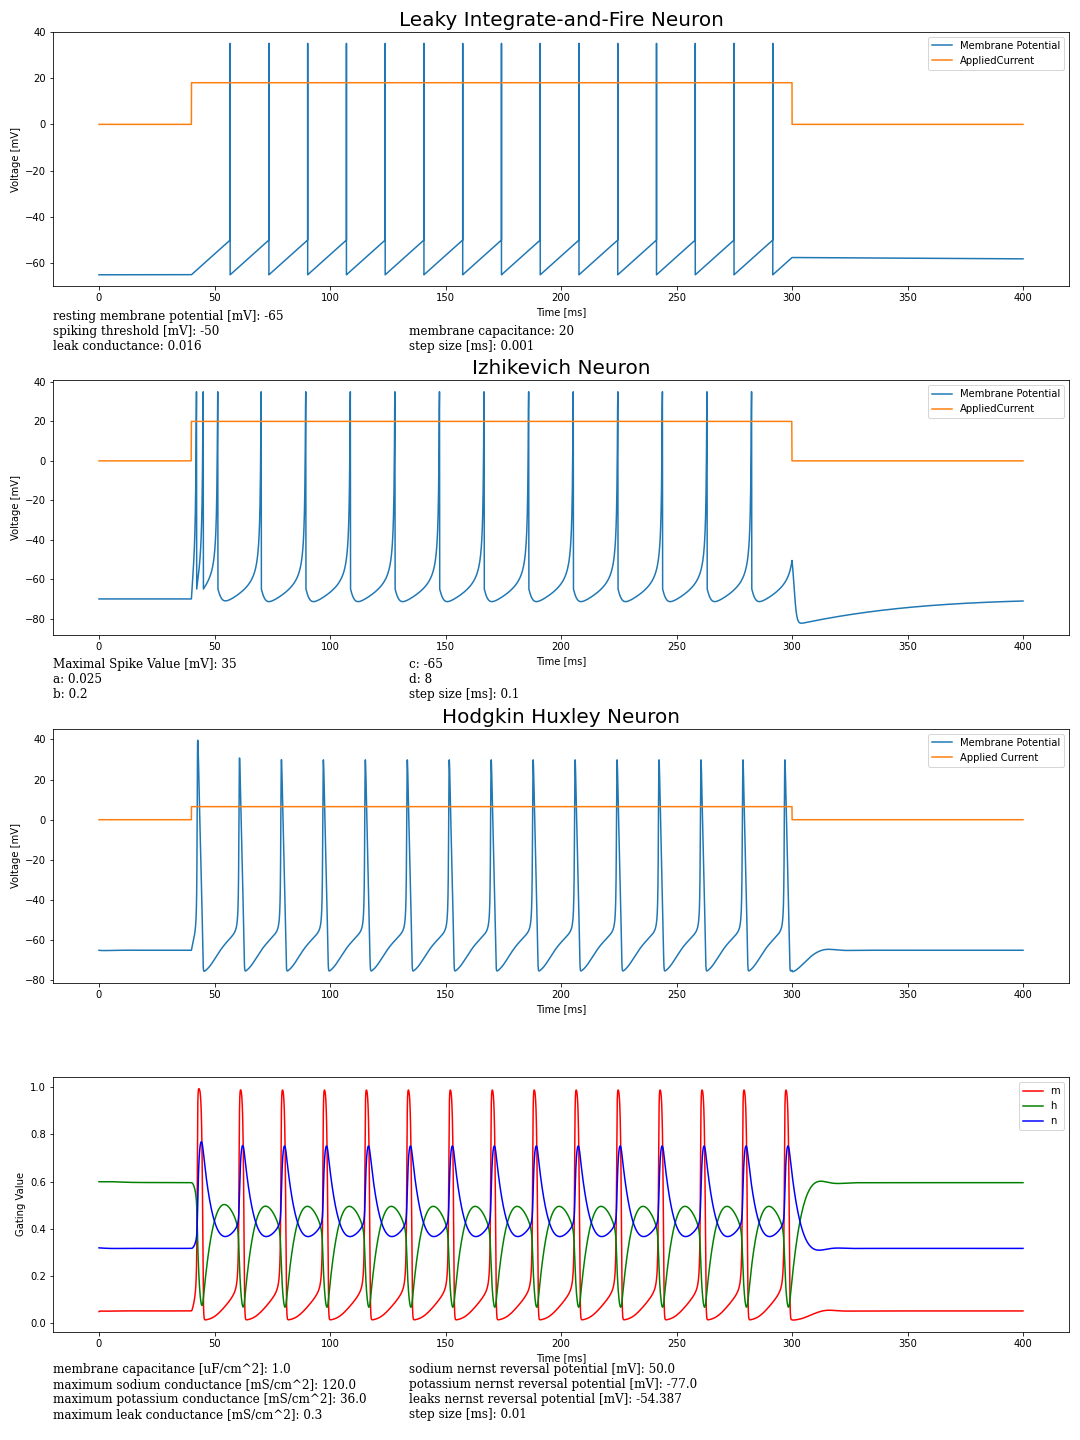 Leaky Integrate-and-Fire Neuron
Membrane Potential
AppliedCurrent
Voltage [mV]
40
20
0
−20
−40
−60
0 50 100 150 200 250 300 350 400
Time [ms]
resting membrane potential [mV]: -65
spiking threshold [mV]: -50
leak conductance: 0.016
membrane capacitance: 20
step size [ms]: 0.001
Izhikevich Neuron
Membrane Potential
AppliedCurrent
Voltage [mV]
40
20
0
−20
−40
−60
−80
0 50 100 150 200 250 300 350 400
Time [ms]
Maximal Spike Value [mV]: 35
a: 0.025
b: 0.2
c: -65
d: 8
step size [ms]: 0.1
Hodgkin Huxley Neuron
Membrane Potential
Applied Current
Voltage [mV]
40
20
0
−20
−40
−60
−80
0 50 100 150 200 250 300 350 400
Time [ms]
m
h
n
Gating Value
1.0
0.8
0.6
0.4
0.2
0.0
0 50 100 150 200 250 300 350 400
Time [ms]
membrane capacitance [uF/cm^2]: 1.0
maximum sodium conductance [mS/cm^2]: 120.0
maximum potassium conductance [mS/cm^2]: 36.0
maximum leak conductance [mS/cm^2]: 0.3
sodium nernst reversal potential [mV]: 50.0
potassium nernst reversal potential [mV]: -77.0
leaks nernst reversal potential [mV]: -54.387
step size [ms]: 0.01